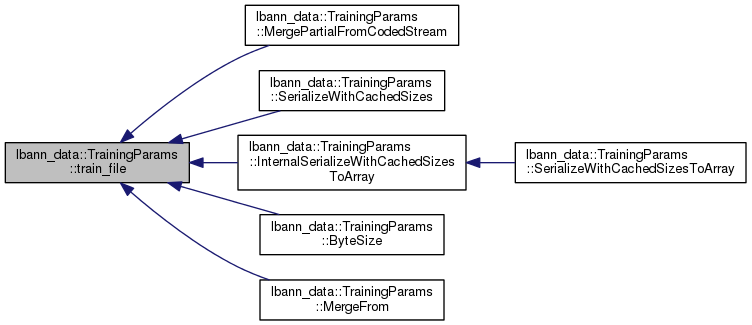 lbann_data::TrainingParams
::MergePartialFromCodedStream
lbann_data::TrainingParams
::SerializeWithCachedSizes
lbann_data::TrainingParams
::train_file
lbann_data::TrainingParams
::InternalSerializeWithCachedSizes
ToArray
lbann_data::TrainingParams
::SerializeWithCachedSizesToArray
lbann_data::TrainingParams
::ByteSize
lbann_data::TrainingParams
::MergeFrom